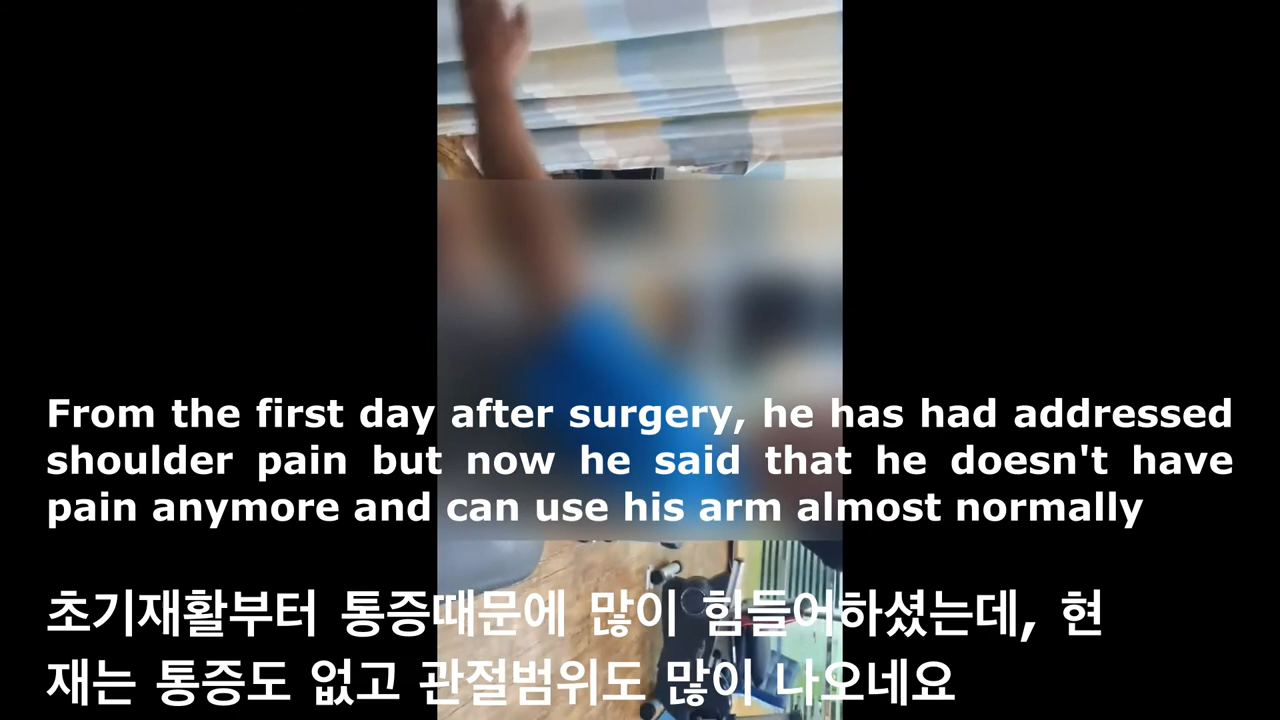 From the first day after surgery, he has had addressed
shoulder pain but now he said that he doesn't have
pain anymore and can use his arm almost normally
초기재활부터 통증때문에 많이 힘들어하셨는데, 현
재는 통증도 없고 관절범위도 많이 나오네요